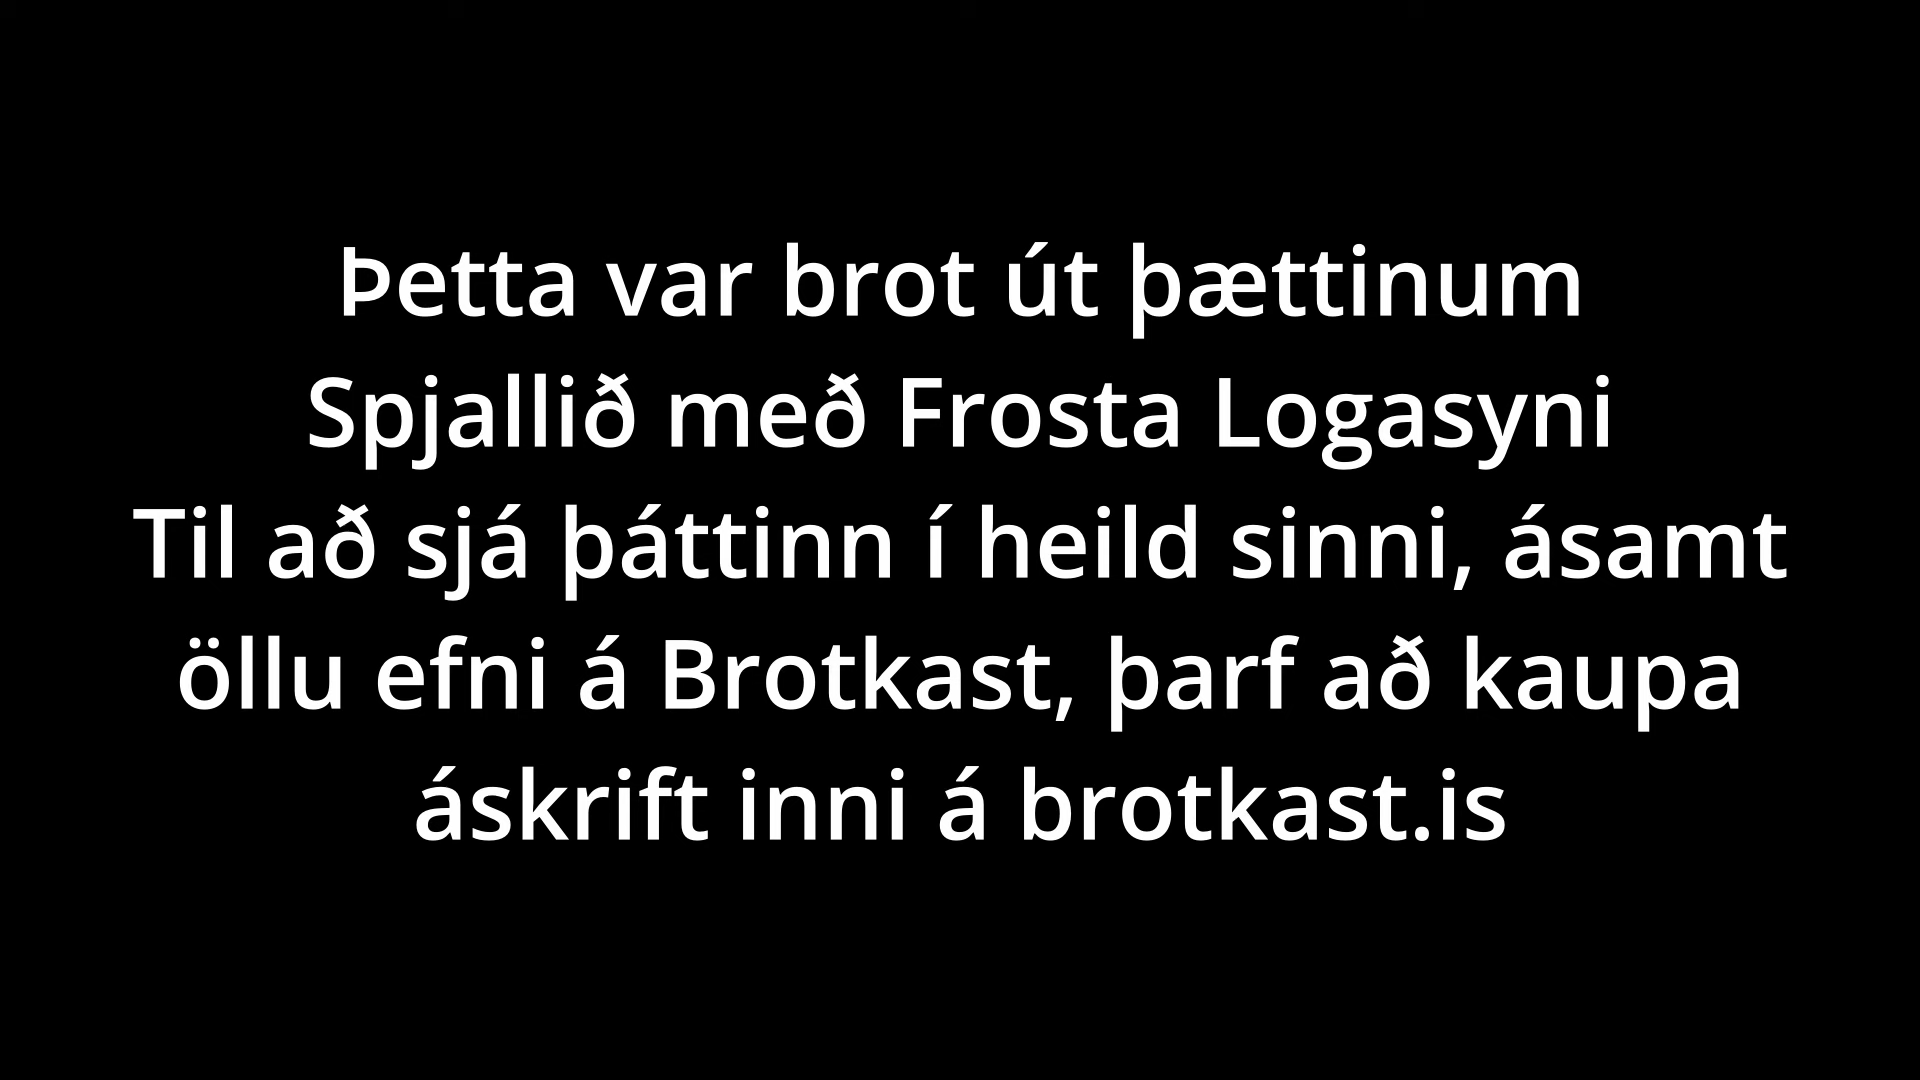 Þetta var brot út þættinum
Spjallið með Frosta Logasyni
Til að sjá þáttinn í heild sinni, ásamt
öllu efni á Brotkast, þarf að kaupa
áskrift inni á brotkast.is